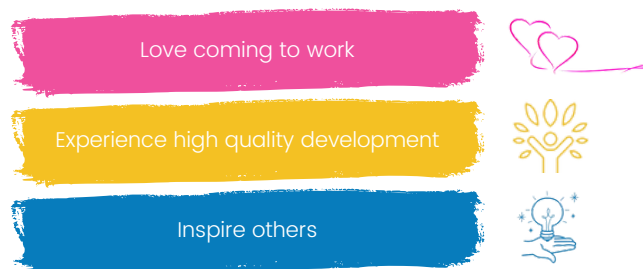 Love coming to work
Experience high quality development
Inspire others